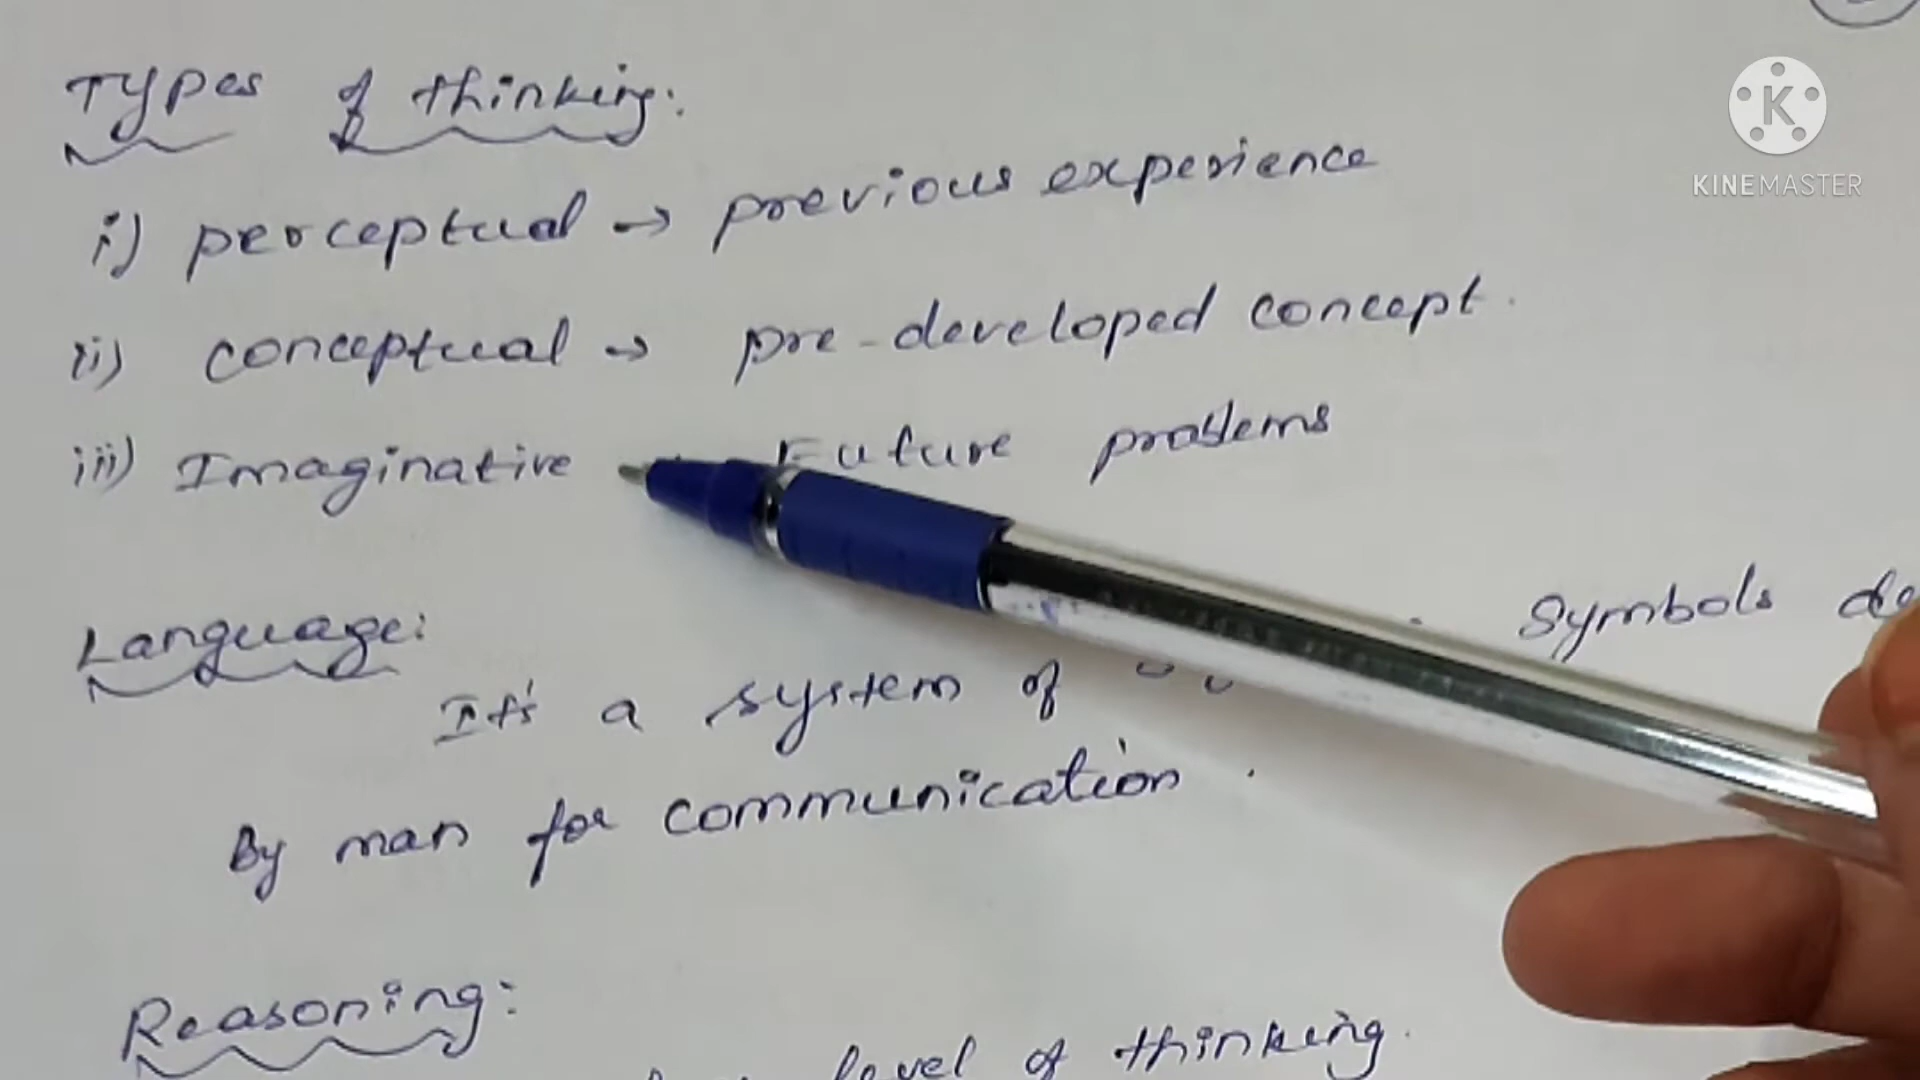 Types of thinking:
i) perceptual → previous experience
ii) conceptual → pre-developed concept.
iii) Imaginative Future problems
Language:
It's a system of Symbols
By man for communication.
Reasoning:
level of thinking.
KINEMASTER